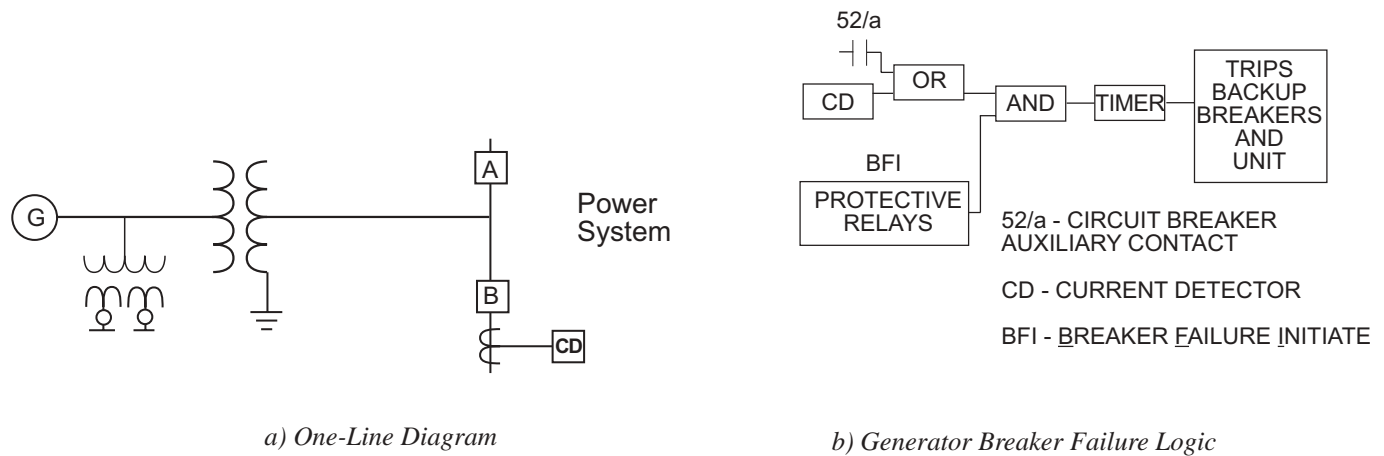 G
A
B
CD
Power
System
a) One-Line Diagram
52/a
CD
OR
AND
TIMER
TRIPS
BACKUP
BREAKERS
AND
UNIT
BFI
PROTECTIVE
RELAYS
52/a - CIRCUIT BREAKER
AUXILIARY CONTACT
CD - CURRENT DETECTOR
BFI - BREAKER FAILURE INITIATE
b) Generator Breaker Failure Logic